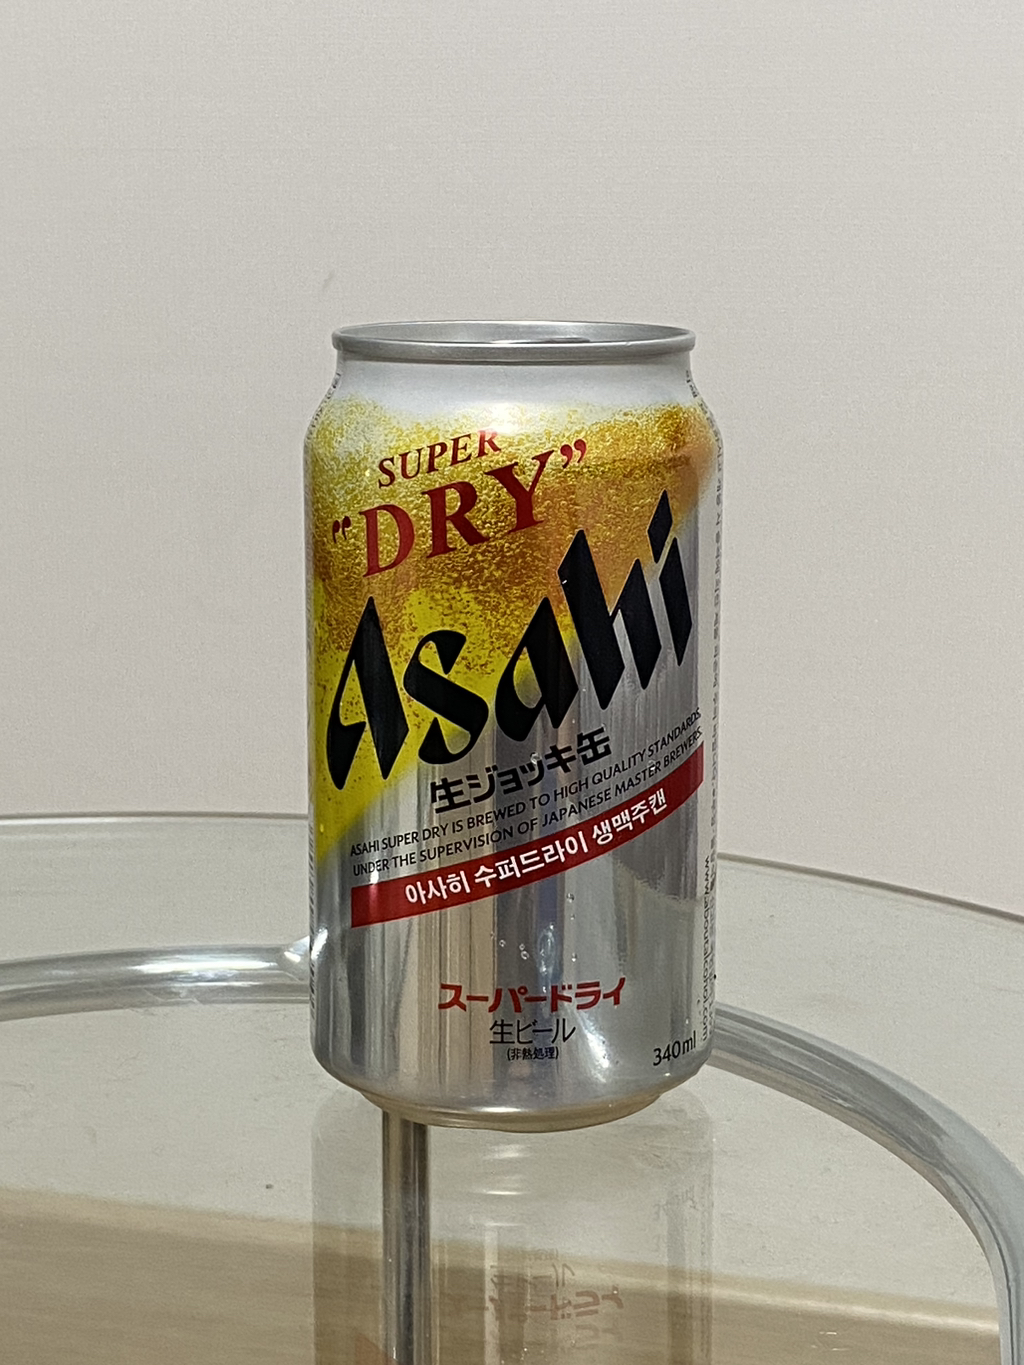 SUPER
“DRY”
Asahi
生ジョッキ缶
ASAHI SUPER DRY IS BREWED TO HIGH QUALITY STANDARDS
UNDER THE SUPERVISION OF JAPANESE MASTER BREWERS.
아사히 수퍼드라이 생맥주캔
スーパードライ
生ビール
(非熱処理)
340ml